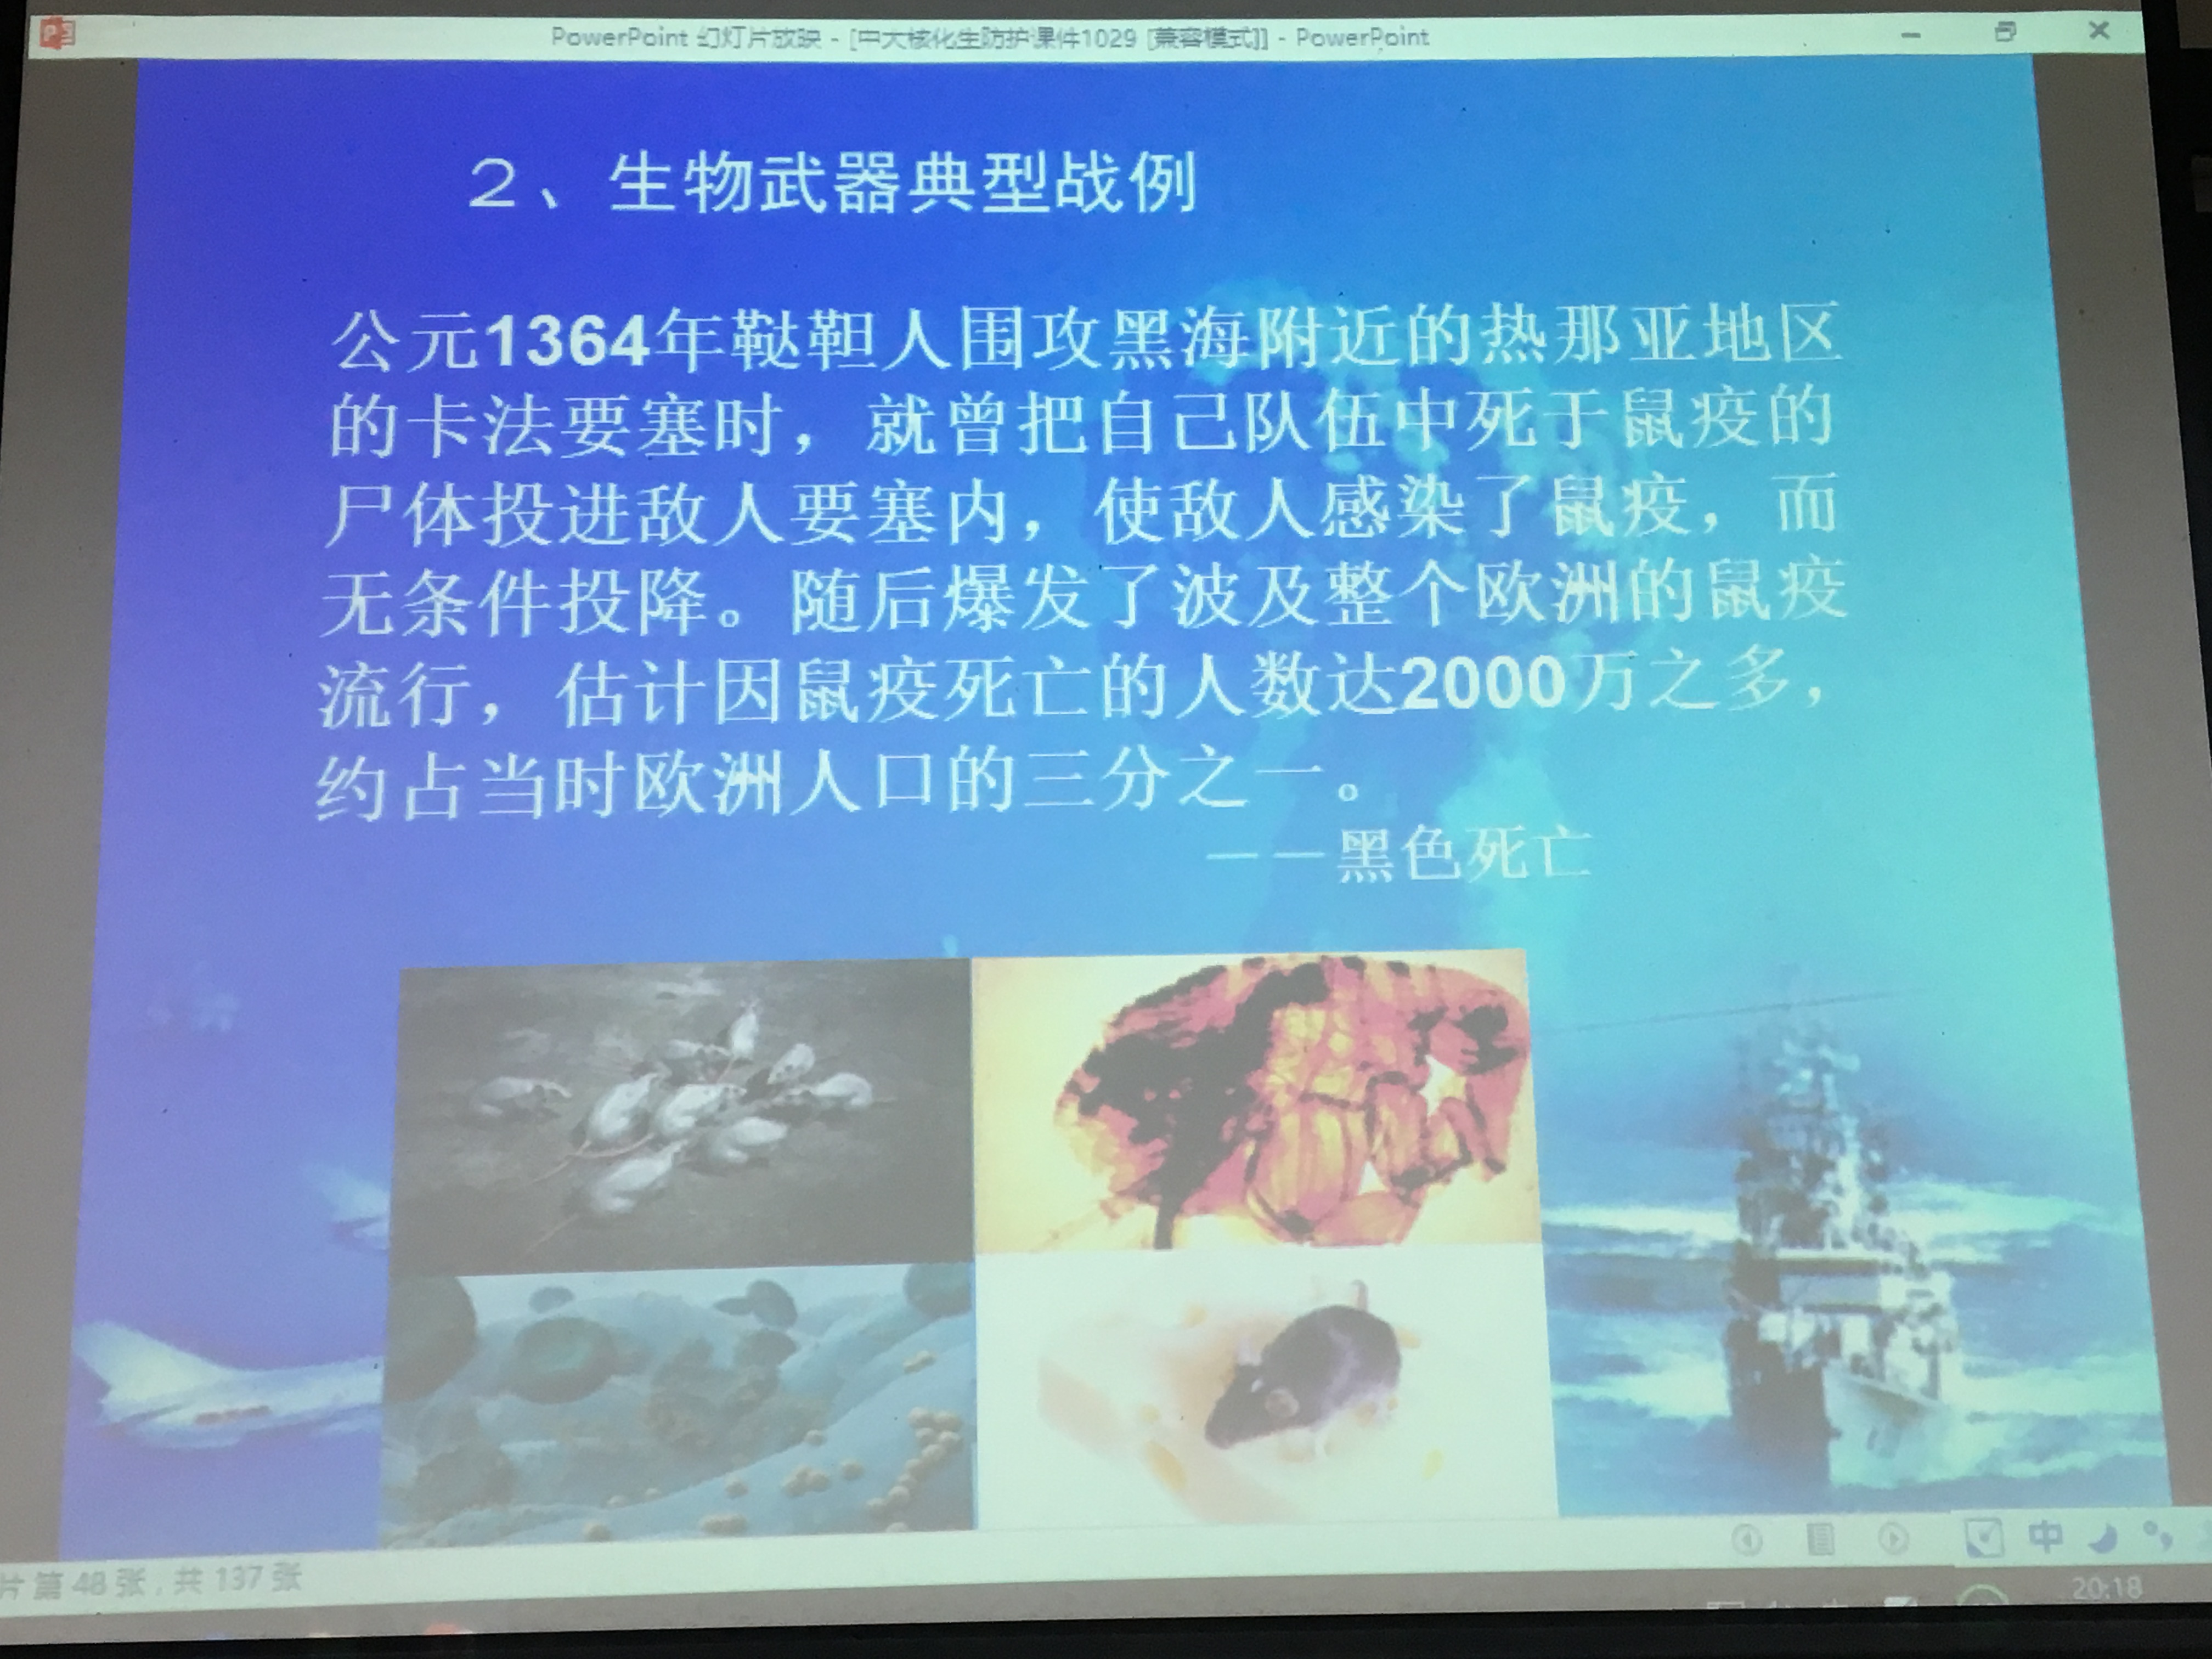 PowerPoint 幻灯片放映 - [中大核化生防护课件1029 [兼容模式]] - PowerPoint
2、生物武器典型战例
公元1364年鞑靼人围攻黑海附近的热那亚地区
的卡法要塞时，就曾把自己队伍中死于鼠疫的
尸体投进敌人要塞内，使敌人感染了鼠疫，而
无条件投降。随后爆发了波及整个欧洲的鼠疫
流行，估计因鼠疫死亡的人数达2000万之多，
约占当时欧洲人口的三分之一。
——黑色死亡
中
片 篇 48 张，共 137 张
20:18